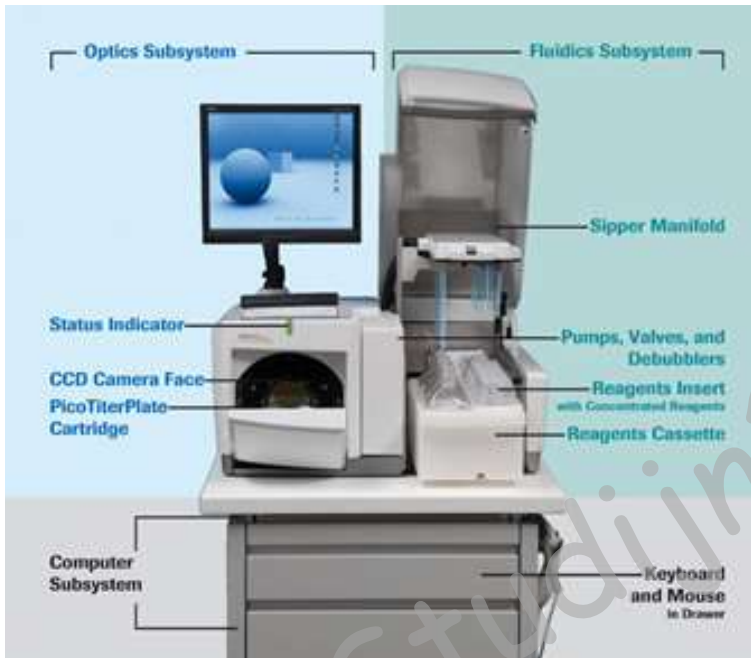 Optics Subsystem
Fluidics Subsystem
Sipper Manifold
Status Indicator
Pumps, Valves, and
Debubblers
CCD Camera Face
PicoTiterPlate
Cartridge
Reagents Insert
with Concentrated Reagents
Reagents Cassette
Computer
Subsystem
Keyboard
and Mouse
in Drawer